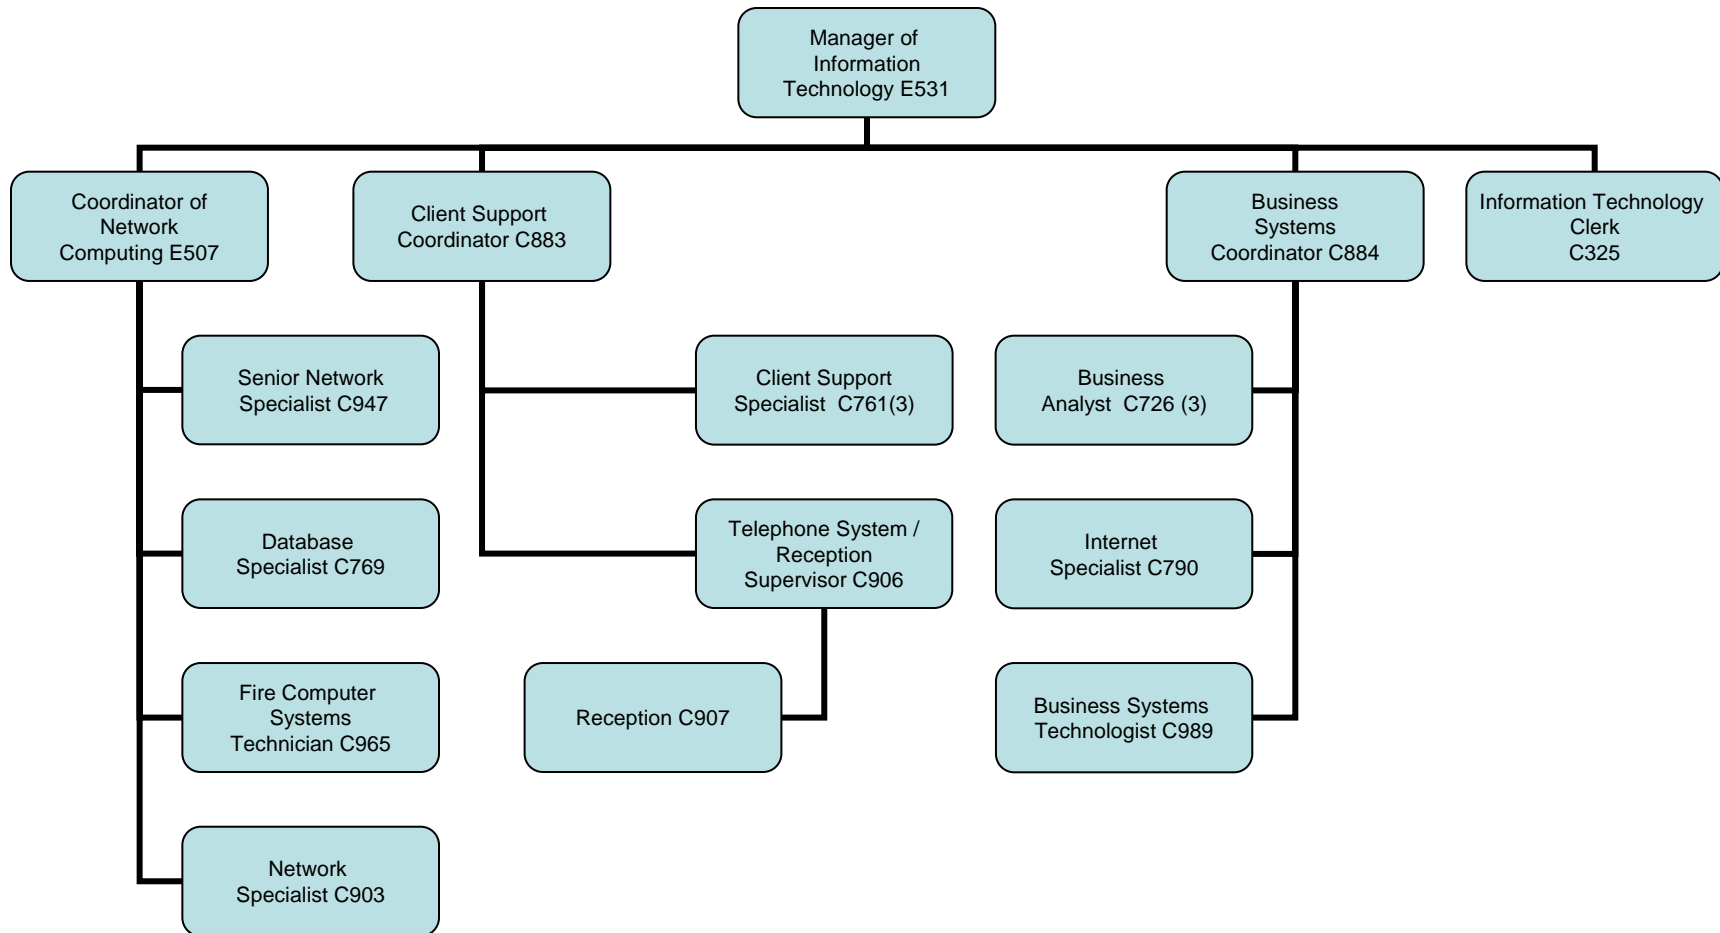 Manager of
Information
Technology E531
Coordinator of
Network
Computing E507
Client Support
Coordinator C883
Business
Systems
Coordinator C884
Information Technology
Clerk
C325
Senior Network
Specialist C947
Client Support
Specialist  C761(3)
Business
Analyst  C726 (3)
Database
Specialist C769
Telephone System /
Reception
Supervisor C906
Internet
Specialist C790
Fire Computer
Systems
Technician C965
Reception C907
Business Systems
Technologist C989
Network
Specialist C903